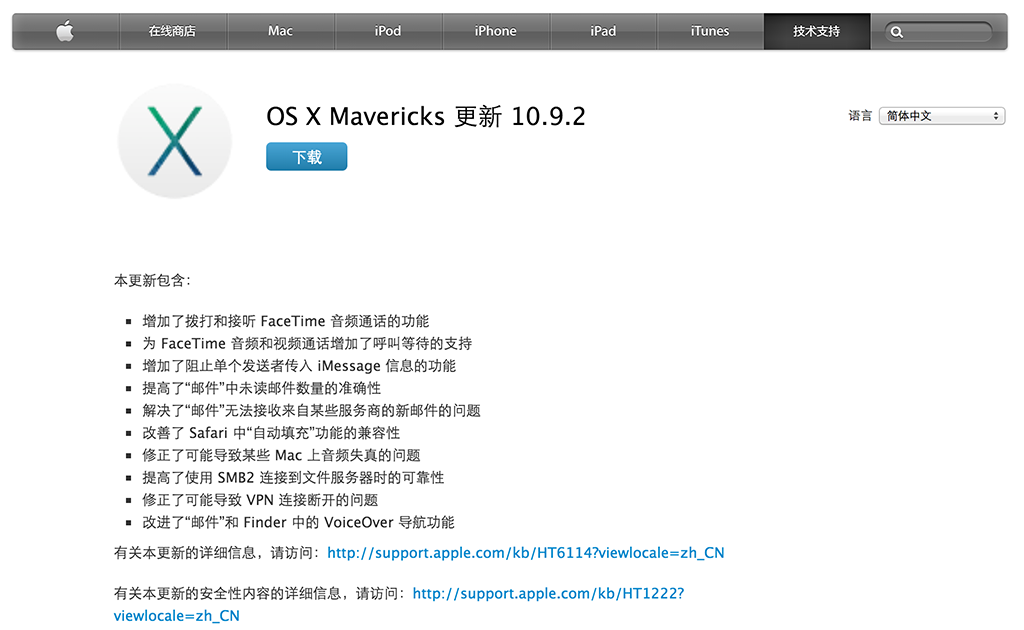 在线商店 Mac iPod iPhone iPad iTunes 技术支持
OS X Mavericks 更新 10.9.2
语言 简体中文
下载
本更新包含：
▪ 增加了拨打和接听 FaceTime 音频通话的功能
▪ 为 FaceTime 音频和视频通话增加了呼叫等待的支持
▪ 增加了阻止单个发送者传入 iMessage 信息的功能
▪ 提高了“邮件”中未读邮件数量的准确性
▪ 解决了“邮件”无法接收来自某些服务商的新邮件的问题
▪ 改善了 Safari 中“自动填充”功能的兼容性
▪ 修正了可能导致某些 Mac 上音频失真的问题
▪ 提高了使用 SMB2 连接到文件服务器时的可靠性
▪ 修正了可能导致 VPN 连接断开的问题
▪ 改进了“邮件”和 Finder 中的 VoiceOver 导航功能
有关本更新的详细信息，请访问：http://support.apple.com/kb/HT6114?viewlocale=zh_CN
有关本更新的安全性内容的详细信息，请访问：http://support.apple.com/kb/HT1222?
viewlocale=zh_CN